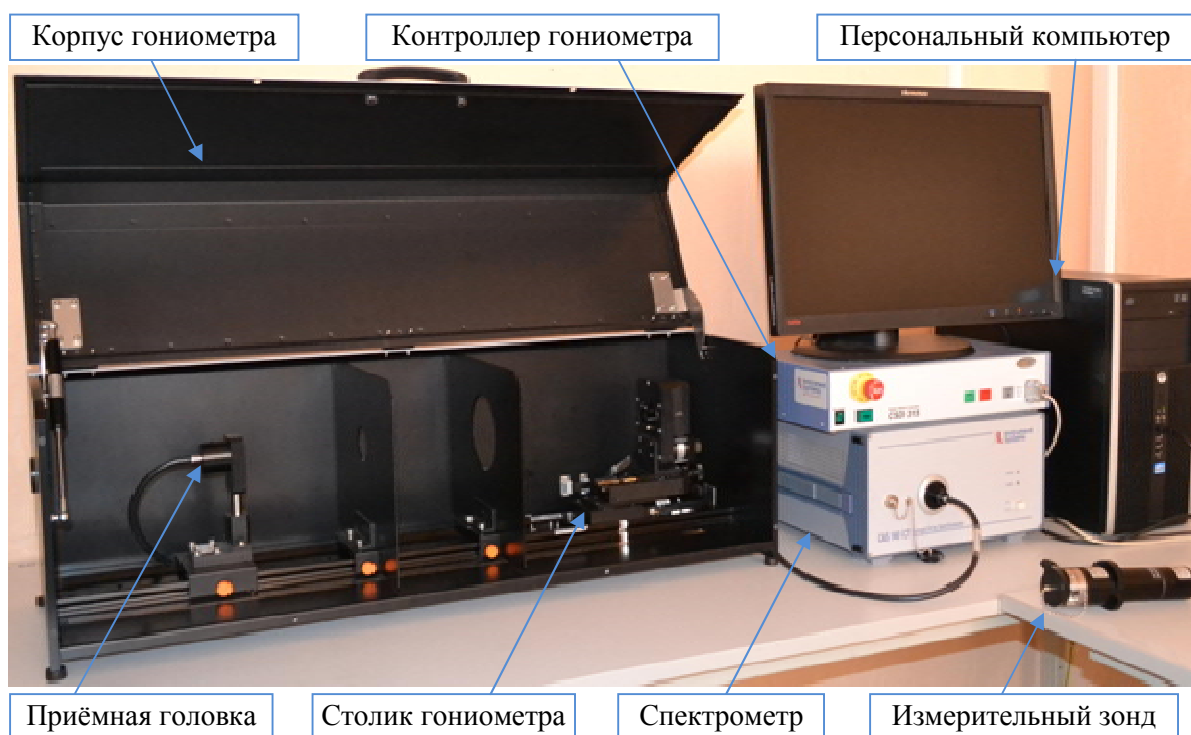 Корпус гониометра
Контроллер гониометра
Персональный компьютер
Приёмная головка
Столик гониометра
Спектрометр
Измерительный зонд